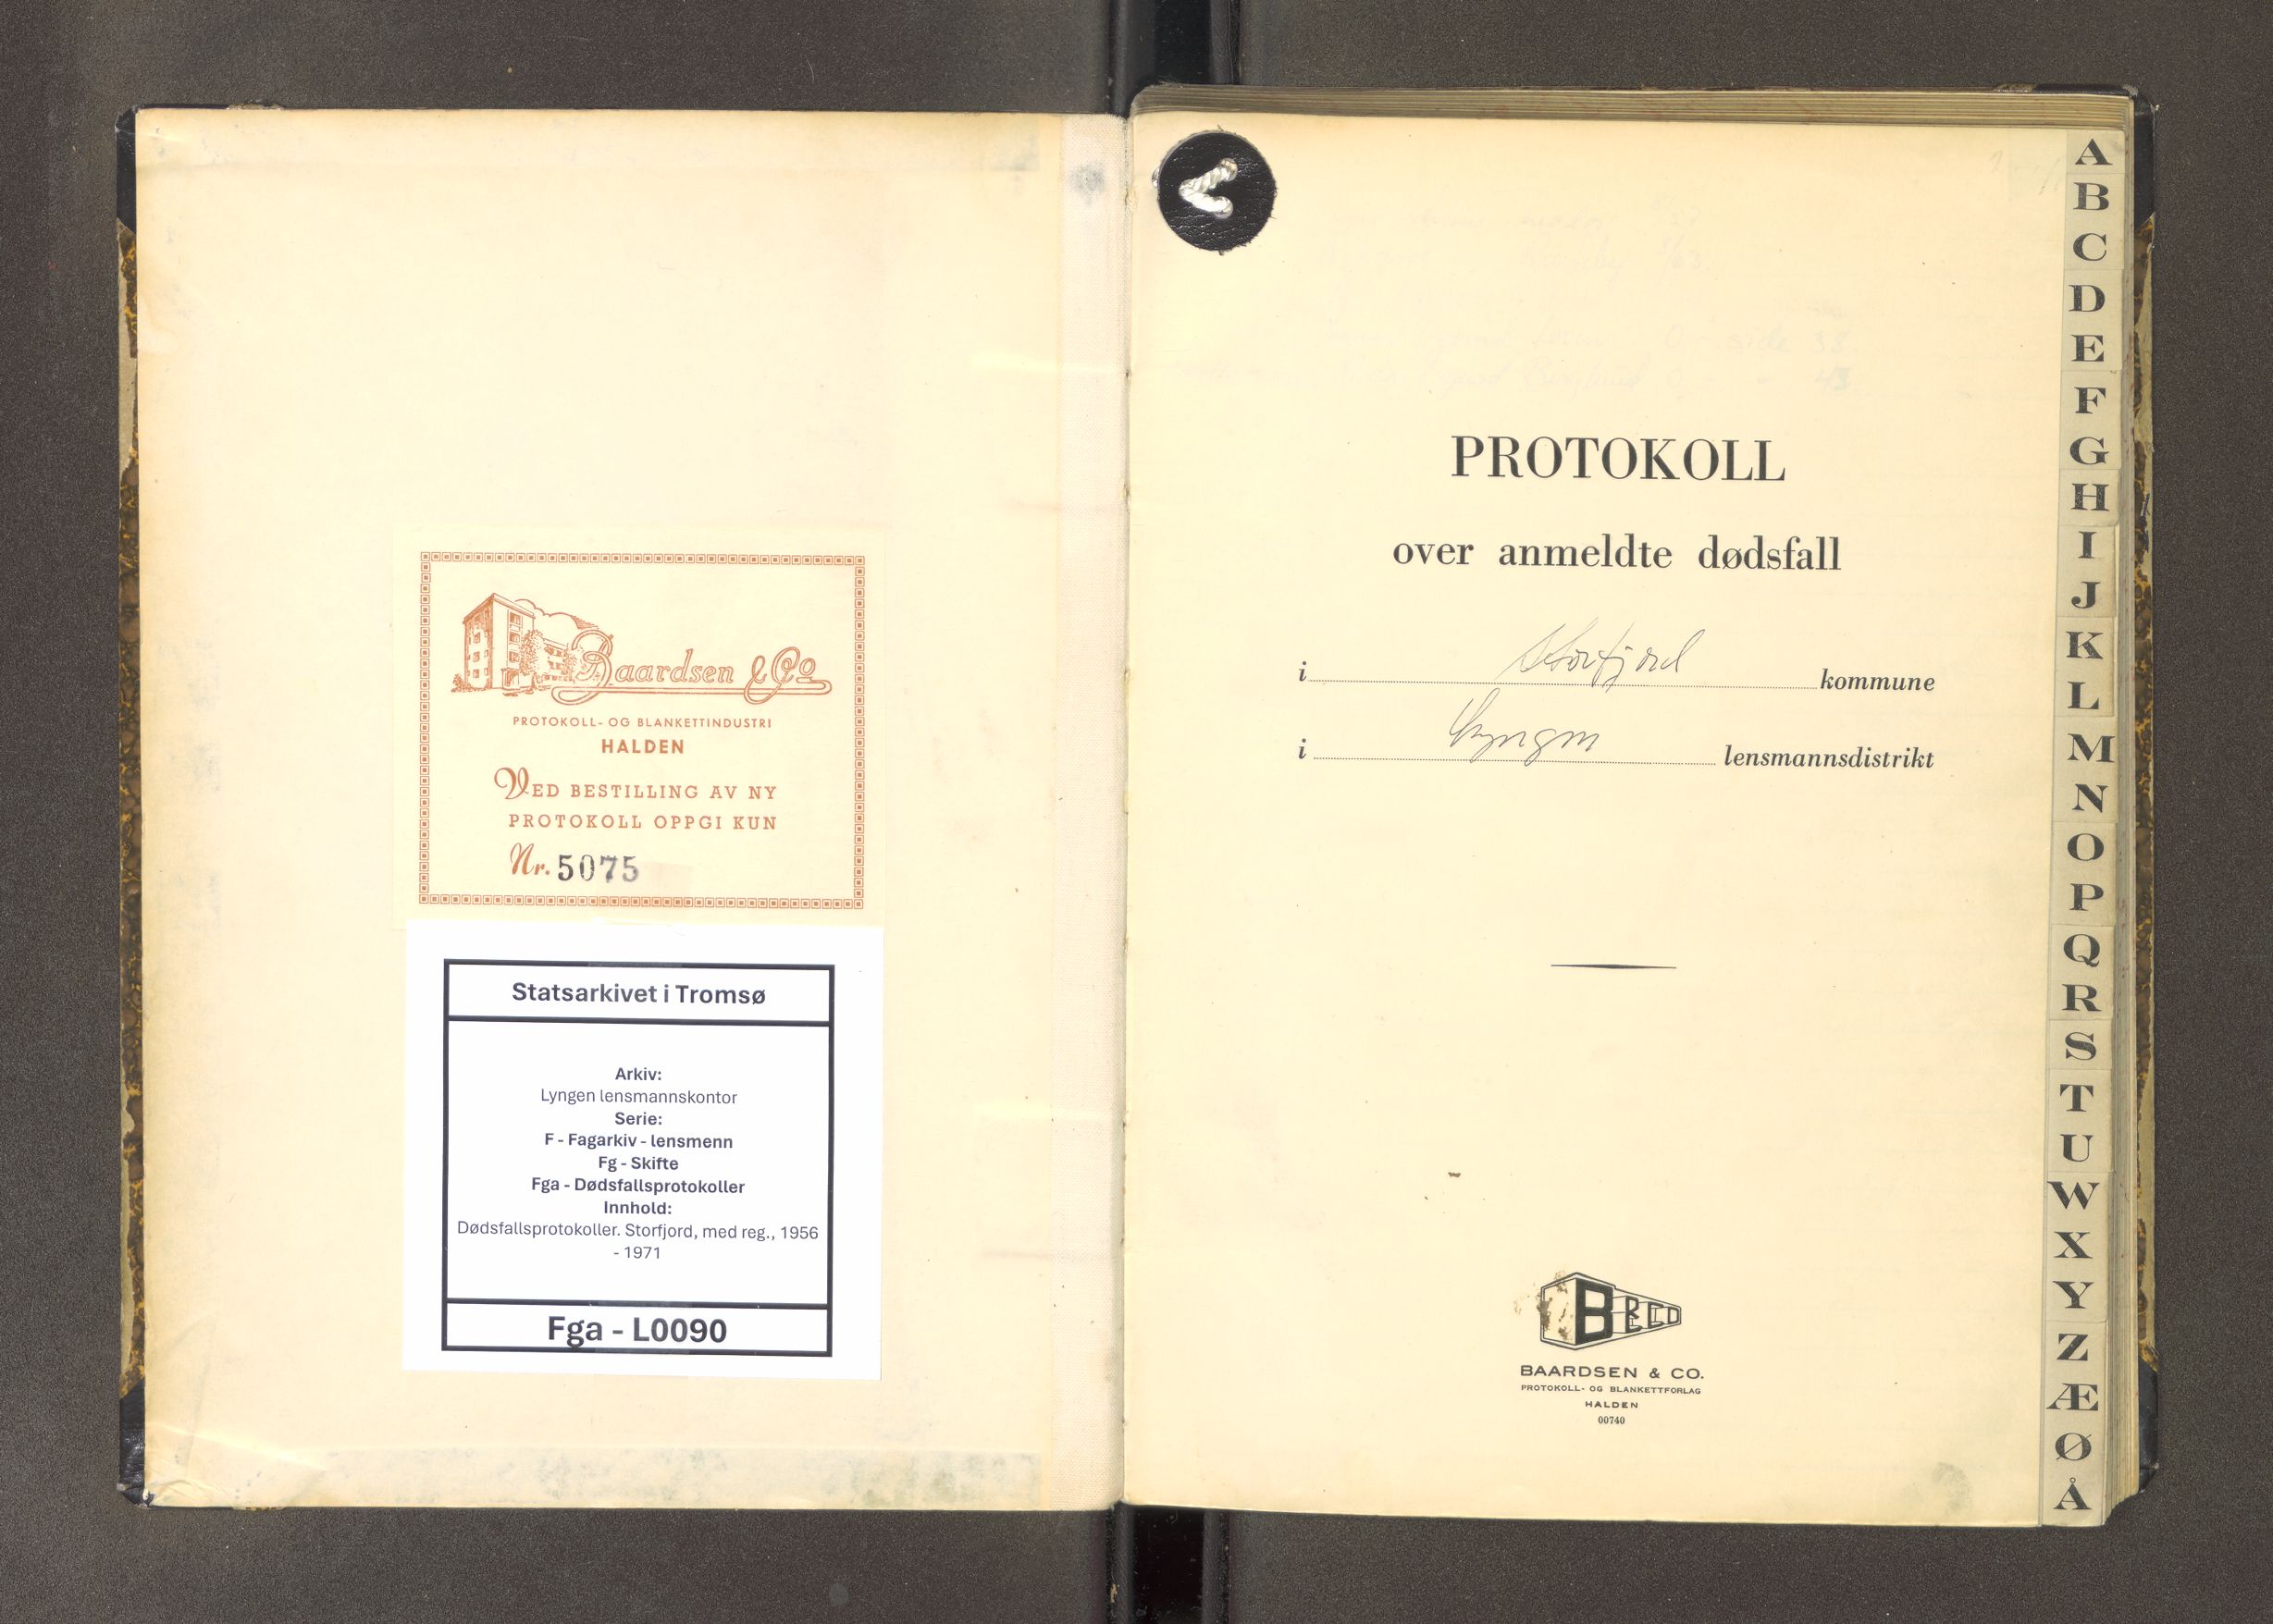 Baardsen & Co
PROTOKOLL- OG BLANKETTINDUSTRI
HALDEN
VED BESTILLING AV NY
PROTOKOLL OPPGI KUN
Nr. 5075
Statsarkivet i Tromsø
Arkiv:
Lyngen lensmannskontor
Serie:
F - Fagarkiv - lensmenn
Fg - Skifte
Fga - Dødsfallsprotokoller
Innhold:
Dødsfallsprotokoller. Storfjord, med reg., 1956
- 1971
Fga - L0090
PROTOKOLL
over anmeldte dødsfall
i Storfjord kommune
i Lyngen lensmannsdistrikt
BAARDSEN & CO.
PROTOKOLL- OG BLANKETTFORLAG
HALDEN
00740
A
B
C
D
E
F
G
H
I
J
K
L
M
N
O
P
Q
R
S
T
U
W
X
Y
Z
Æ
Ø
Å